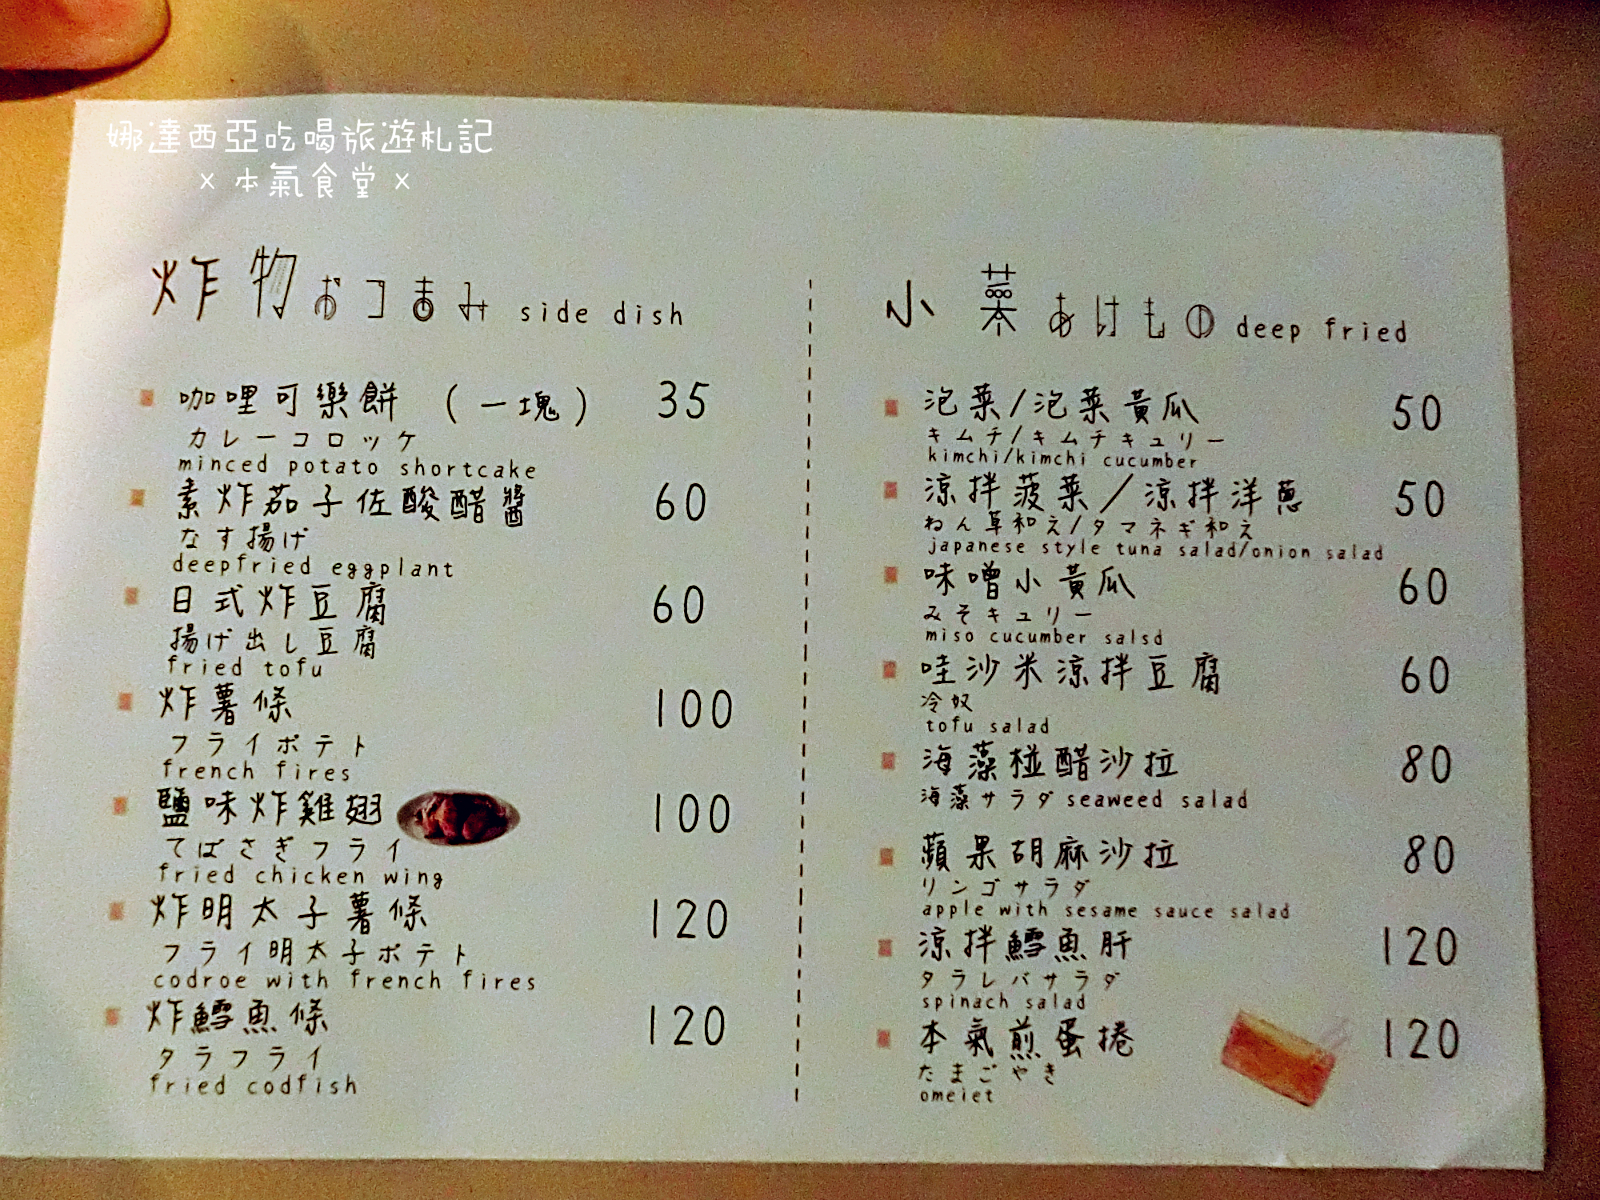 娜達西亞吃喝旅遊札記
x 本氣食堂 x
炸物おつまみ side dish
咖哩可樂餅 (一塊) 35
カレーコロッケ
minced potato shortcake
素炸茄子佐酸醋醬 60
なす揚げ
deepfried eggplant
日式炸豆腐 60
揚げ出し豆腐
fried tofu
炸薯條 100
フライポテト
french fires
鹽味炸雞翅 100
てばさぎフライ
fried chicken wing
炸明太子薯條 120
フライ明太子ポテト
codroe with french fires
炸鱈魚條 120
タラフライ
fried codfish
小菜あけもの deep fried
泡菜/泡菜黃瓜 50
キムチ/キムチキュリー
kimchi/kimchi cucumber
涼拌菠菜/涼拌洋蔥 50
ねん草和え/タマネギ和え
japanese style tuna salad/onion salad
味噌小黃瓜 60
みそキュリー
miso cucumber salsd
哇沙米涼拌豆腐 60
冷奴
tofu salad
海藻椪醋沙拉 80
海藻サラダ seaweed salad
蘋果胡麻沙拉 80
リンゴサラダ
apple with sesame sauce salad
涼拌鱈魚肝 120
タラレバサラダ
spinach salad
本氣煎蛋捲 120
たまごやき
omeiet